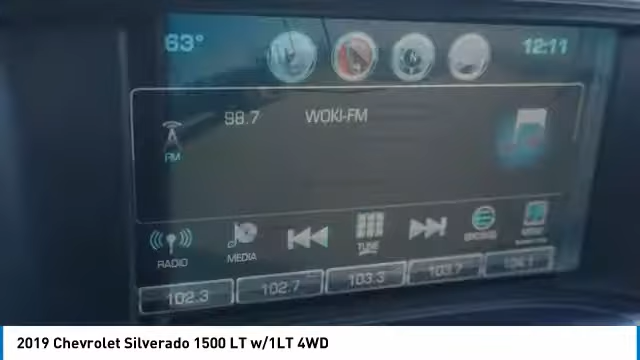 63° 12:11
98.7 WOKI-FM
FM
RADIO MEDIA TUNE
102.3 102.7 103.3 103.7
2019 Chevrolet Silverado 1500 LT w/1LT 4WD